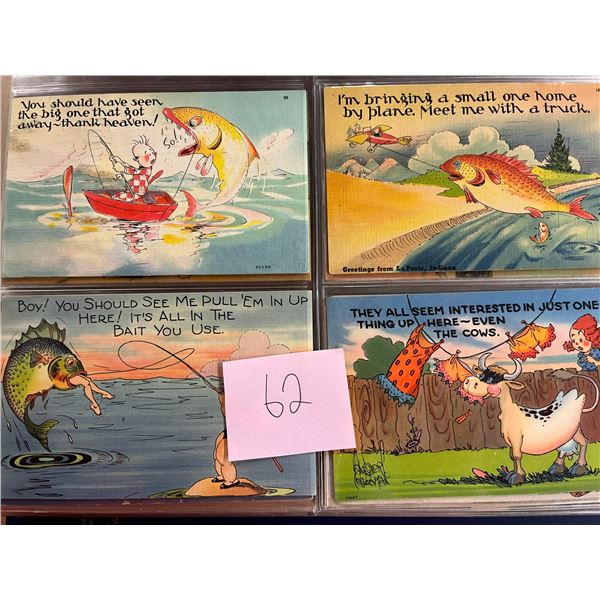 You should have seen
the big one that got
away-thank heaven!
So!
I'm bringing a small one home
by plane. Meet me with a truck.
Greetings from LaPorte, Indiana
BOY! YOU SHOULD SEE ME PULL 'EM IN UP
HERE! IT'S ALL IN THE
BAIT YOU USE.
THEY ALL SEEM INTERESTED IN JUST ONE
THING UP HERE~EVEN
THE COWS.
62